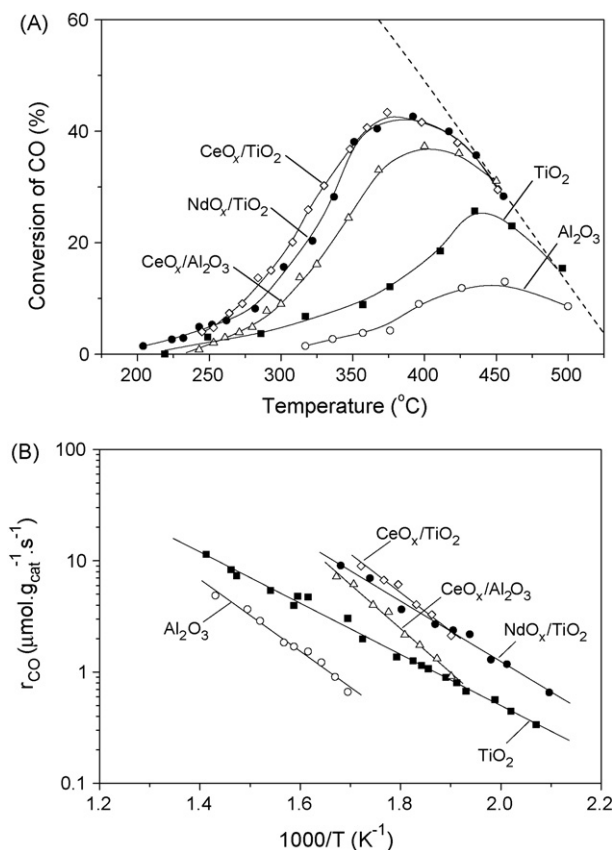 (A)
60
40
20
0
Conversion of CO (%)
CeOₓ/TiO₂
NdOₓ/TiO₂
CeOₓ/Al₂O₃
TiO₂
Al₂O₃
200 250 300 350 400 450 500
Temperature (°C)
(B)
100
10
1
0.1
r_CO (μmol.g_cat⁻¹.s⁻¹)
CeOₓ/TiO₂
CeOₓ/Al₂O₃
Al₂O₃
NdOₓ/TiO₂
TiO₂
1.2 1.4 1.6 1.8 2.0 2.2
1000/T (K⁻¹)